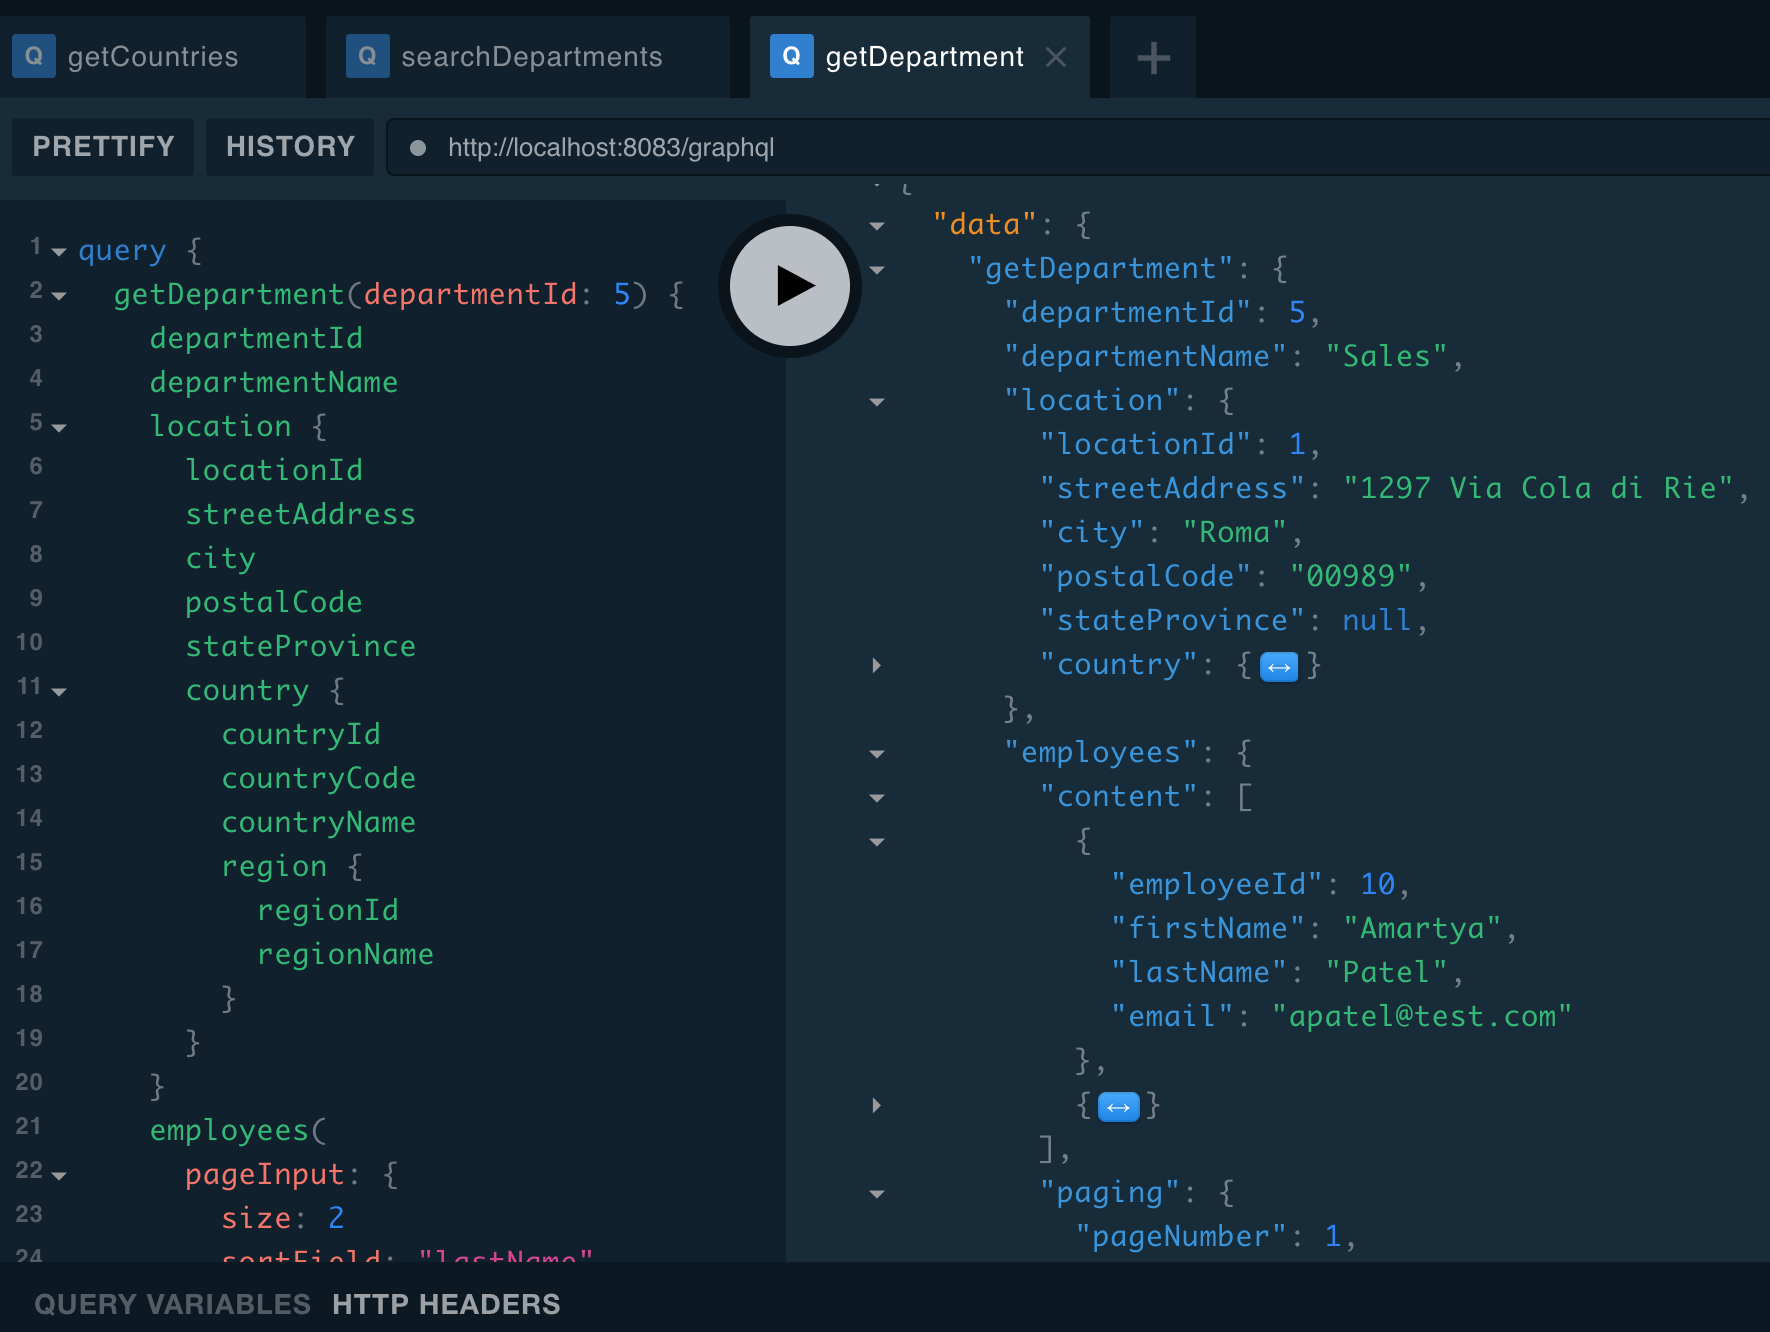 Q getCountries Q searchDepartments Q getDepartment × +
PRETTIFY HISTORY http://localhost:8083/graphql
1 query {
2 getDepartment(departmentId: 5) {
3 departmentId
4 departmentName
5 location {
6 locationId
7 streetAddress
8 city
9 postalCode
10 stateProvince
11 country {
12 countryId
13 countryCode
14 countryName
15 region {
16 regionId
17 regionName
18 }
19 }
20 }
21 employees(
22 pageInput: {
23 size: 2
24 sortField: "lastName"
{
"data": {
"getDepartment": {
"departmentId": 5,
"departmentName": "Sales",
"location": {
"locationId": 1,
"streetAddress": "1297 Via Cola di Rie",
"city": "Roma",
"postalCode": "00989",
"stateProvince": null,
"country": {↔}
},
"employees": {
"content": [
{
"employeeId": 10,
"firstName": "Amartya",
"lastName": "Patel",
"email": "apatel@test.com"
},
{↔}
],
"paging": {
"pageNumber": 1,
QUERY VARIABLES HTTP HEADERS